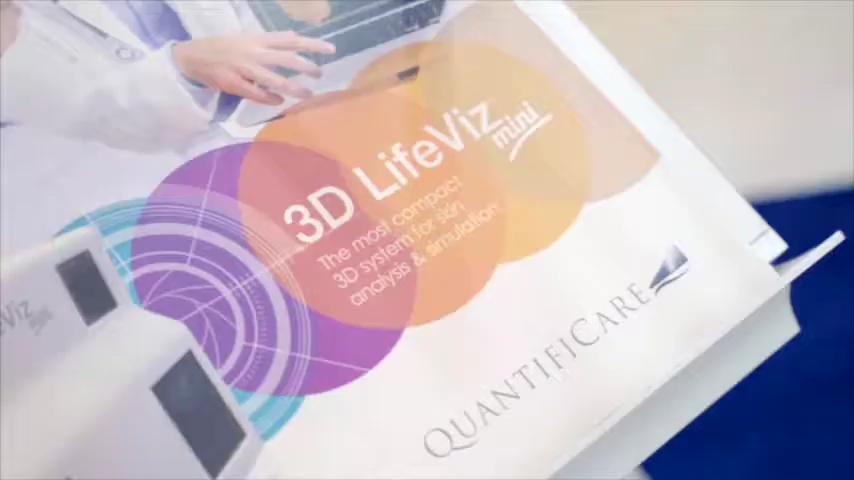 3D LifeViz
mini
The most compact
3D system for skin
analysis & simulation
QUANTIFICARE